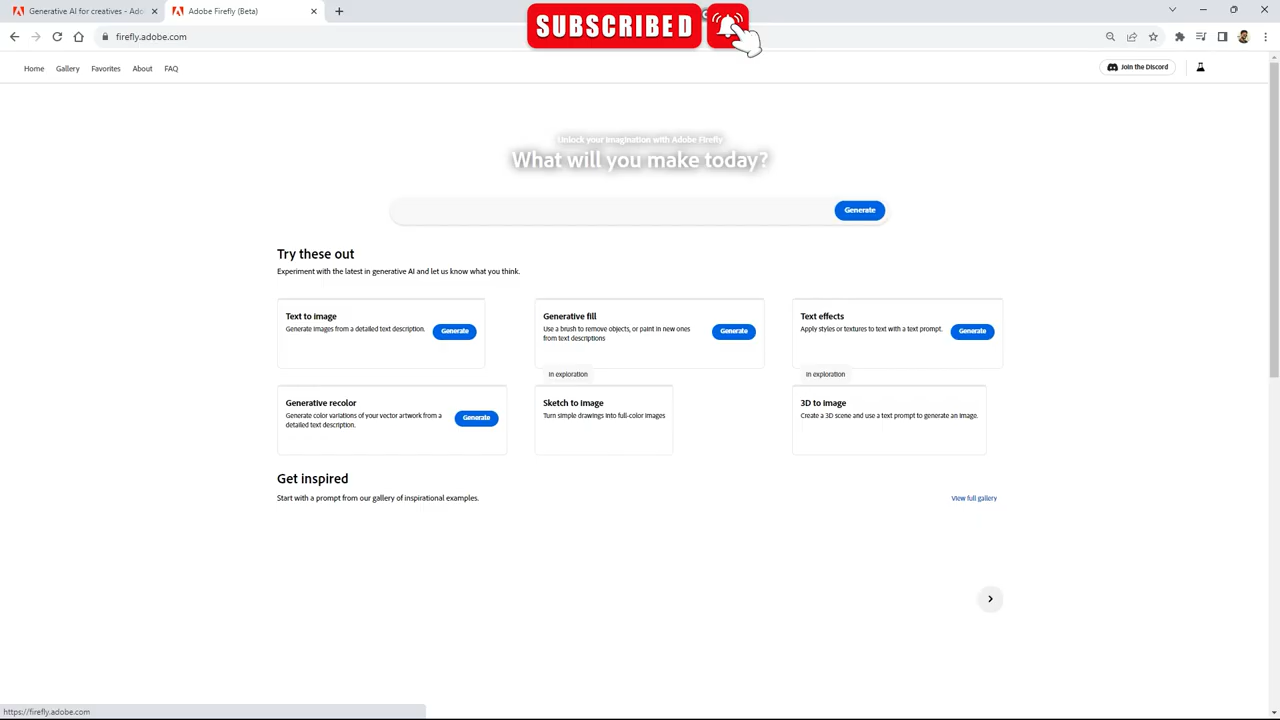 Generative AI for creatives - Adobe
Adobe Firefly (Beta)
SUBSCRIBED
firefly.adobe.com
Home Gallery Favorites About FAQ
Join the Discord
Unlock your imagination with Adobe Firefly
What will you make today?
Generate
Try these out
Experiment with the latest in generative AI and let us know what you think.
Text to image
Generate images from a detailed text description.
Generate
Generative fill
Use a brush to remove objects, or paint in new ones
from text descriptions
Generate
Text effects
Apply styles or textures to text with a text prompt.
Generate
Generative recolor
Generate color variations of your vector artwork from a
detailed text description.
Generate
In exploration
Sketch to image
Turn simple drawings into full-color images
In exploration
3D to image
Create a 3D scene and use a text prompt to generate an image.
Get inspired
Start with a prompt from our gallery of inspirational examples.
View full gallery
https://firefly.adobe.com